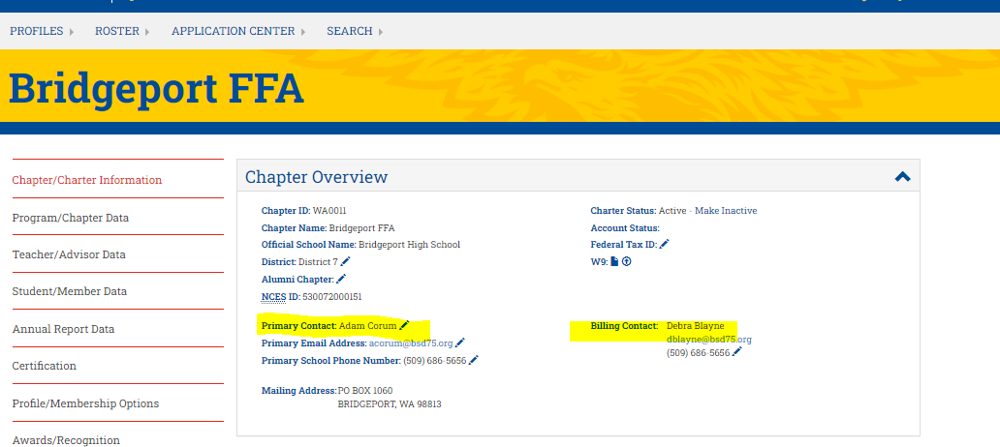 PROFILES ROSTER APPLICATION CENTER SEARCH
Bridgeport FFA
Chapter/Charter Information
Program/Chapter Data
Teacher/Advisor Data
Student/Member Data
Annual Report Data
Certification
Profile/Membership Options
Awards/Recognition
Chapter Overview
Chapter ID: WA0011
Chapter Name: Bridgeport FFA
Official School Name: Bridgeport High School
District: District 7
Alumni Chapter:
NCES ID: 530072000151
Primary Contact: Adam Corum
Primary Email Address: acorum@bsd75.org
Primary School Phone Number: (509) 686-5656
Mailing Address: PO BOX 1060
BRIDGEPORT, WA 98813
Charter Status: Active - Make Inactive
Account Status:
Federal Tax ID:
W9:
Billing Contact: Debra Blayne
dblayne@bsd75.org
(509) 686-5656